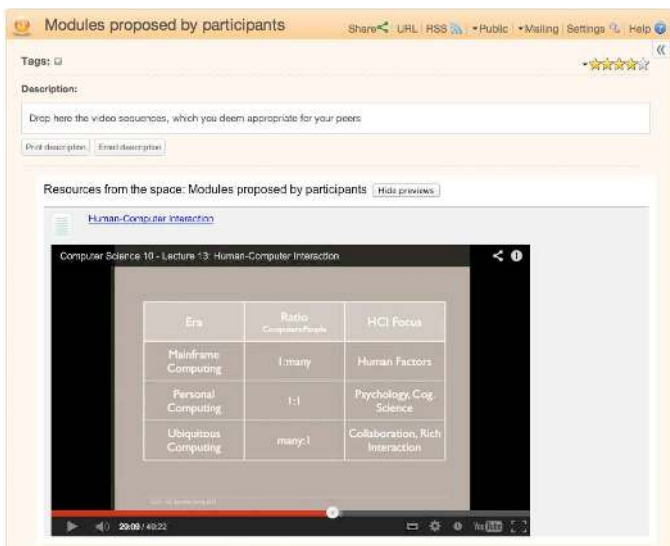 Modules proposed by participants
Share URL | RSS | Public | Mailing | Settings | Help
Tags:
Description:
Drop here the video sequences, which you deem appropriate for your peers
Print description Email description
Resources from the space: Modules proposed by participants Hide previews
Human-Computer Interaction
Computer Science 10 - Lecture 13: Human-Computer Interaction
Era Ratio HCI Focus
Computers:People
Mainframe Computing 1:many Human Factors
Personal Computing 1:1 Psychology, Cog. Science
Ubiquitous Computing many:1 Collaboration, Rich Interaction
29:09 / 40:22 YouTube